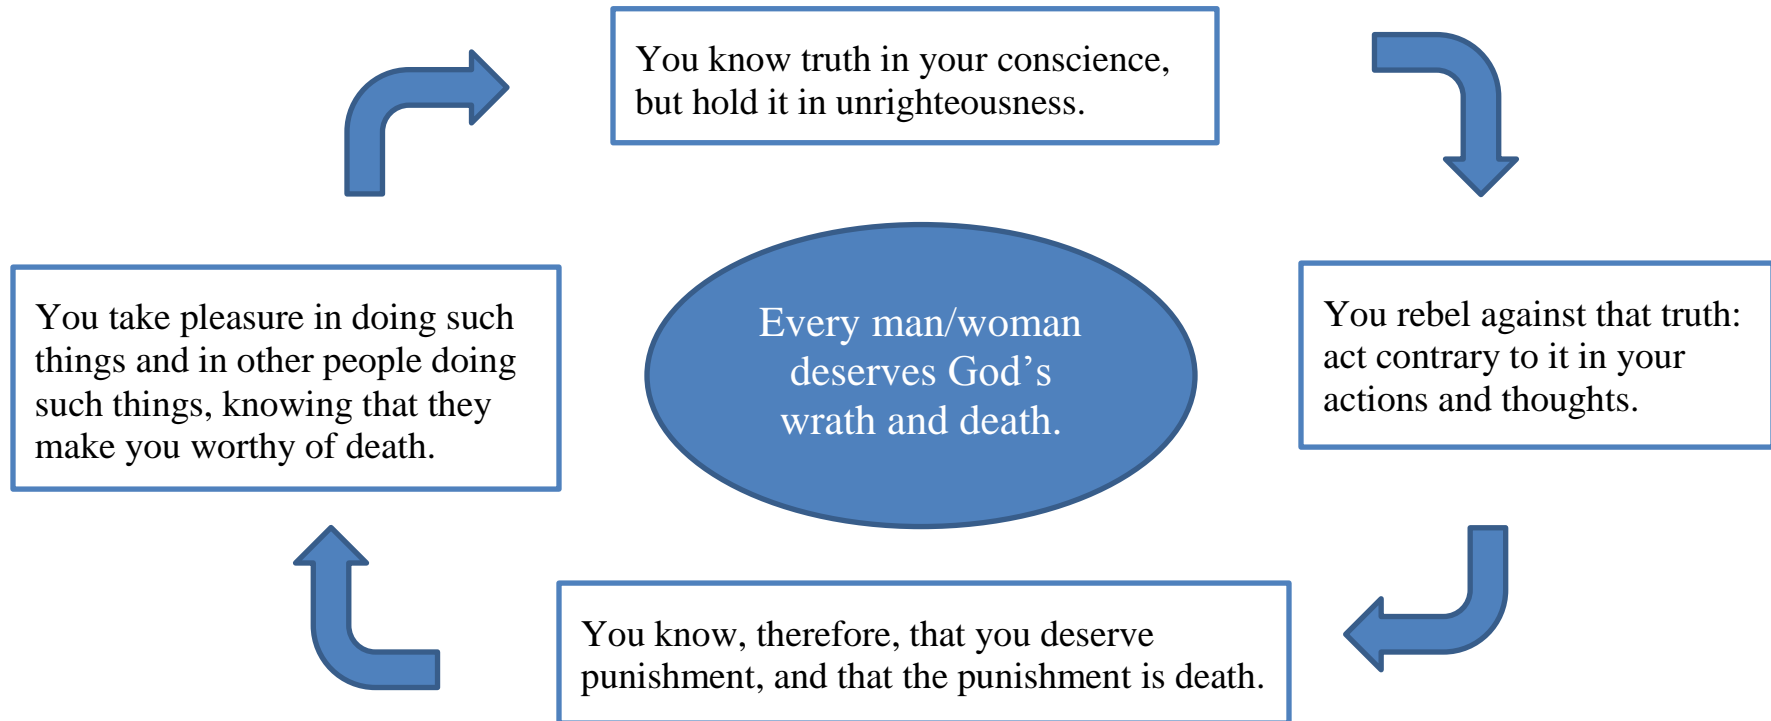 You know truth in your conscience,
but hold it in unrighteousness.
You rebel against that truth:
act contrary to it in your
actions and thoughts.
You know, therefore, that you deserve
punishment, and that the punishment is death.
You take pleasure in doing such
things and in other people doing
such things, knowing that they
make you worthy of death.
Every man/woman
deserves God’s
wrath and death.